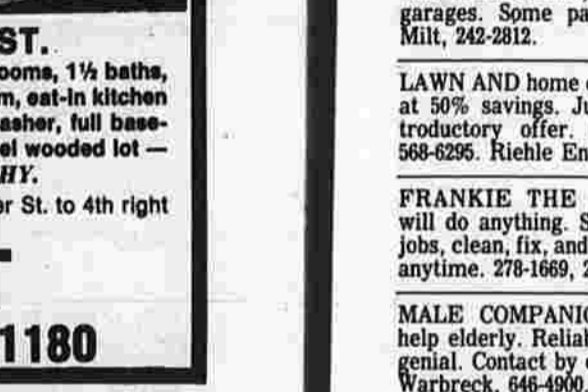 ST.
ooms, 1½ baths,
m, eat-in kitchen
asher, full base-
el wooded lot —
HY.
er St. to 4th right
1180
garages. Some pa
Milt, 242-2812.
LAWN AND home
at 50% savings. Ju
troductory offer.
568-6295. Riehle En
FRANKIE THE
will do anything. S
jobs, clean, fix, and
anytime. 278-1669, 2
MALE COMPANIO
help elderly. Reliab
genial. Contact by
Warbreck, 646-4900